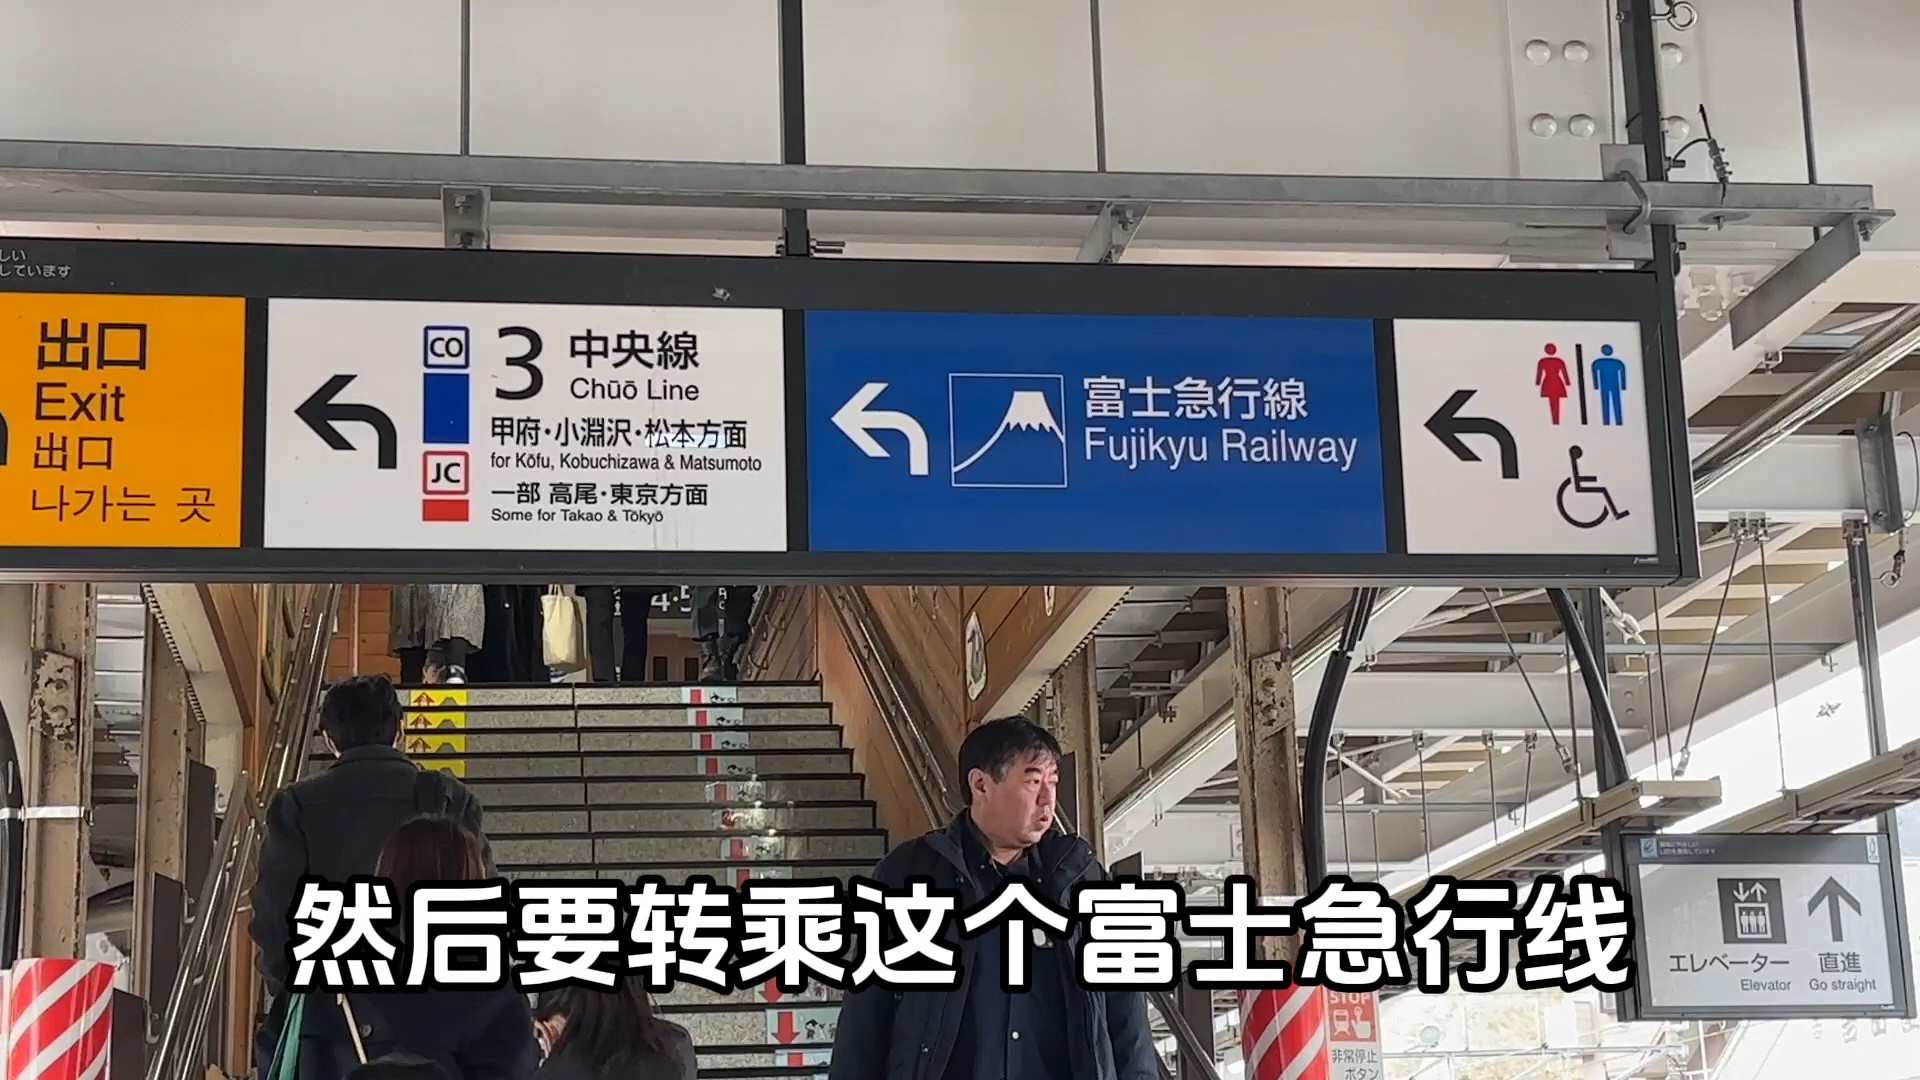 しい
しています
出口
Exit
出口
나가는 곳
CO
JC
3
中央線
Chūō Line
甲府・小淵沢・松本方面
for Kōfu, Kobuchizawa & Matsumoto
一部 高尾・東京方面
Some for Takao & Tōkyō
富士急行線
Fujikyu Railway
エレベーター
Elevator
直進
Go straight
STOP
非常停止
ボタン
然后要转乘这个富士急行线